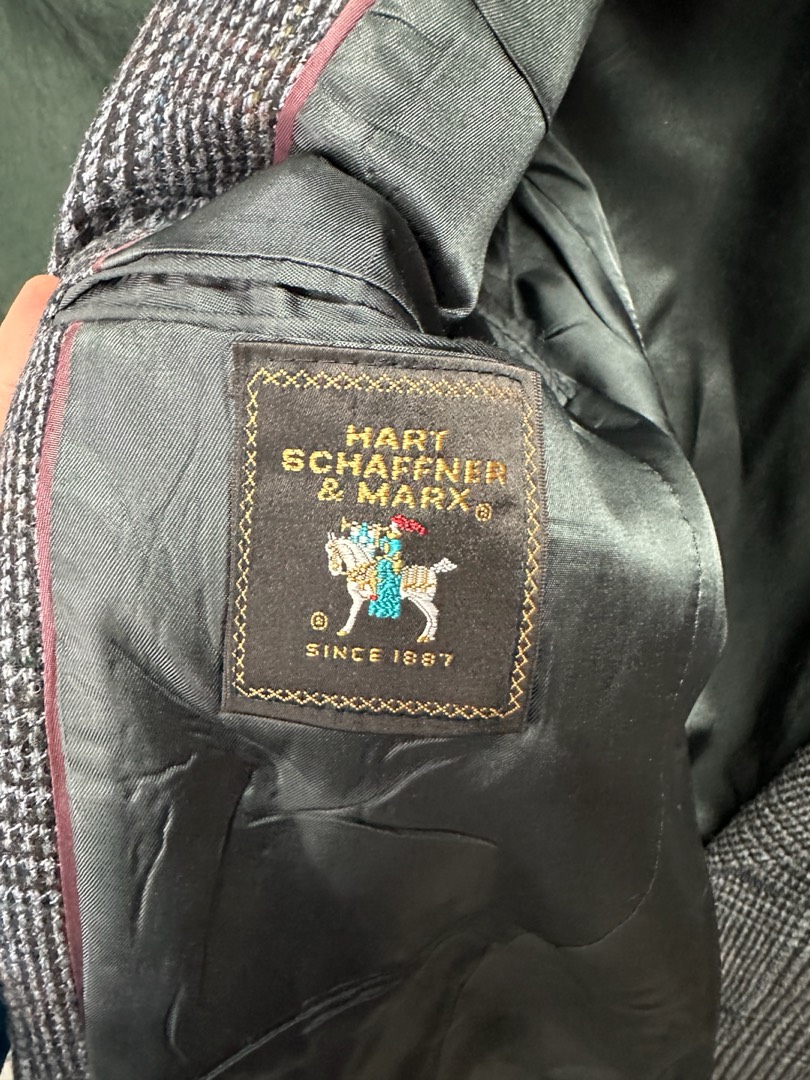 HART
SCHAFFNER
& MARX®
®
SINCE 1887